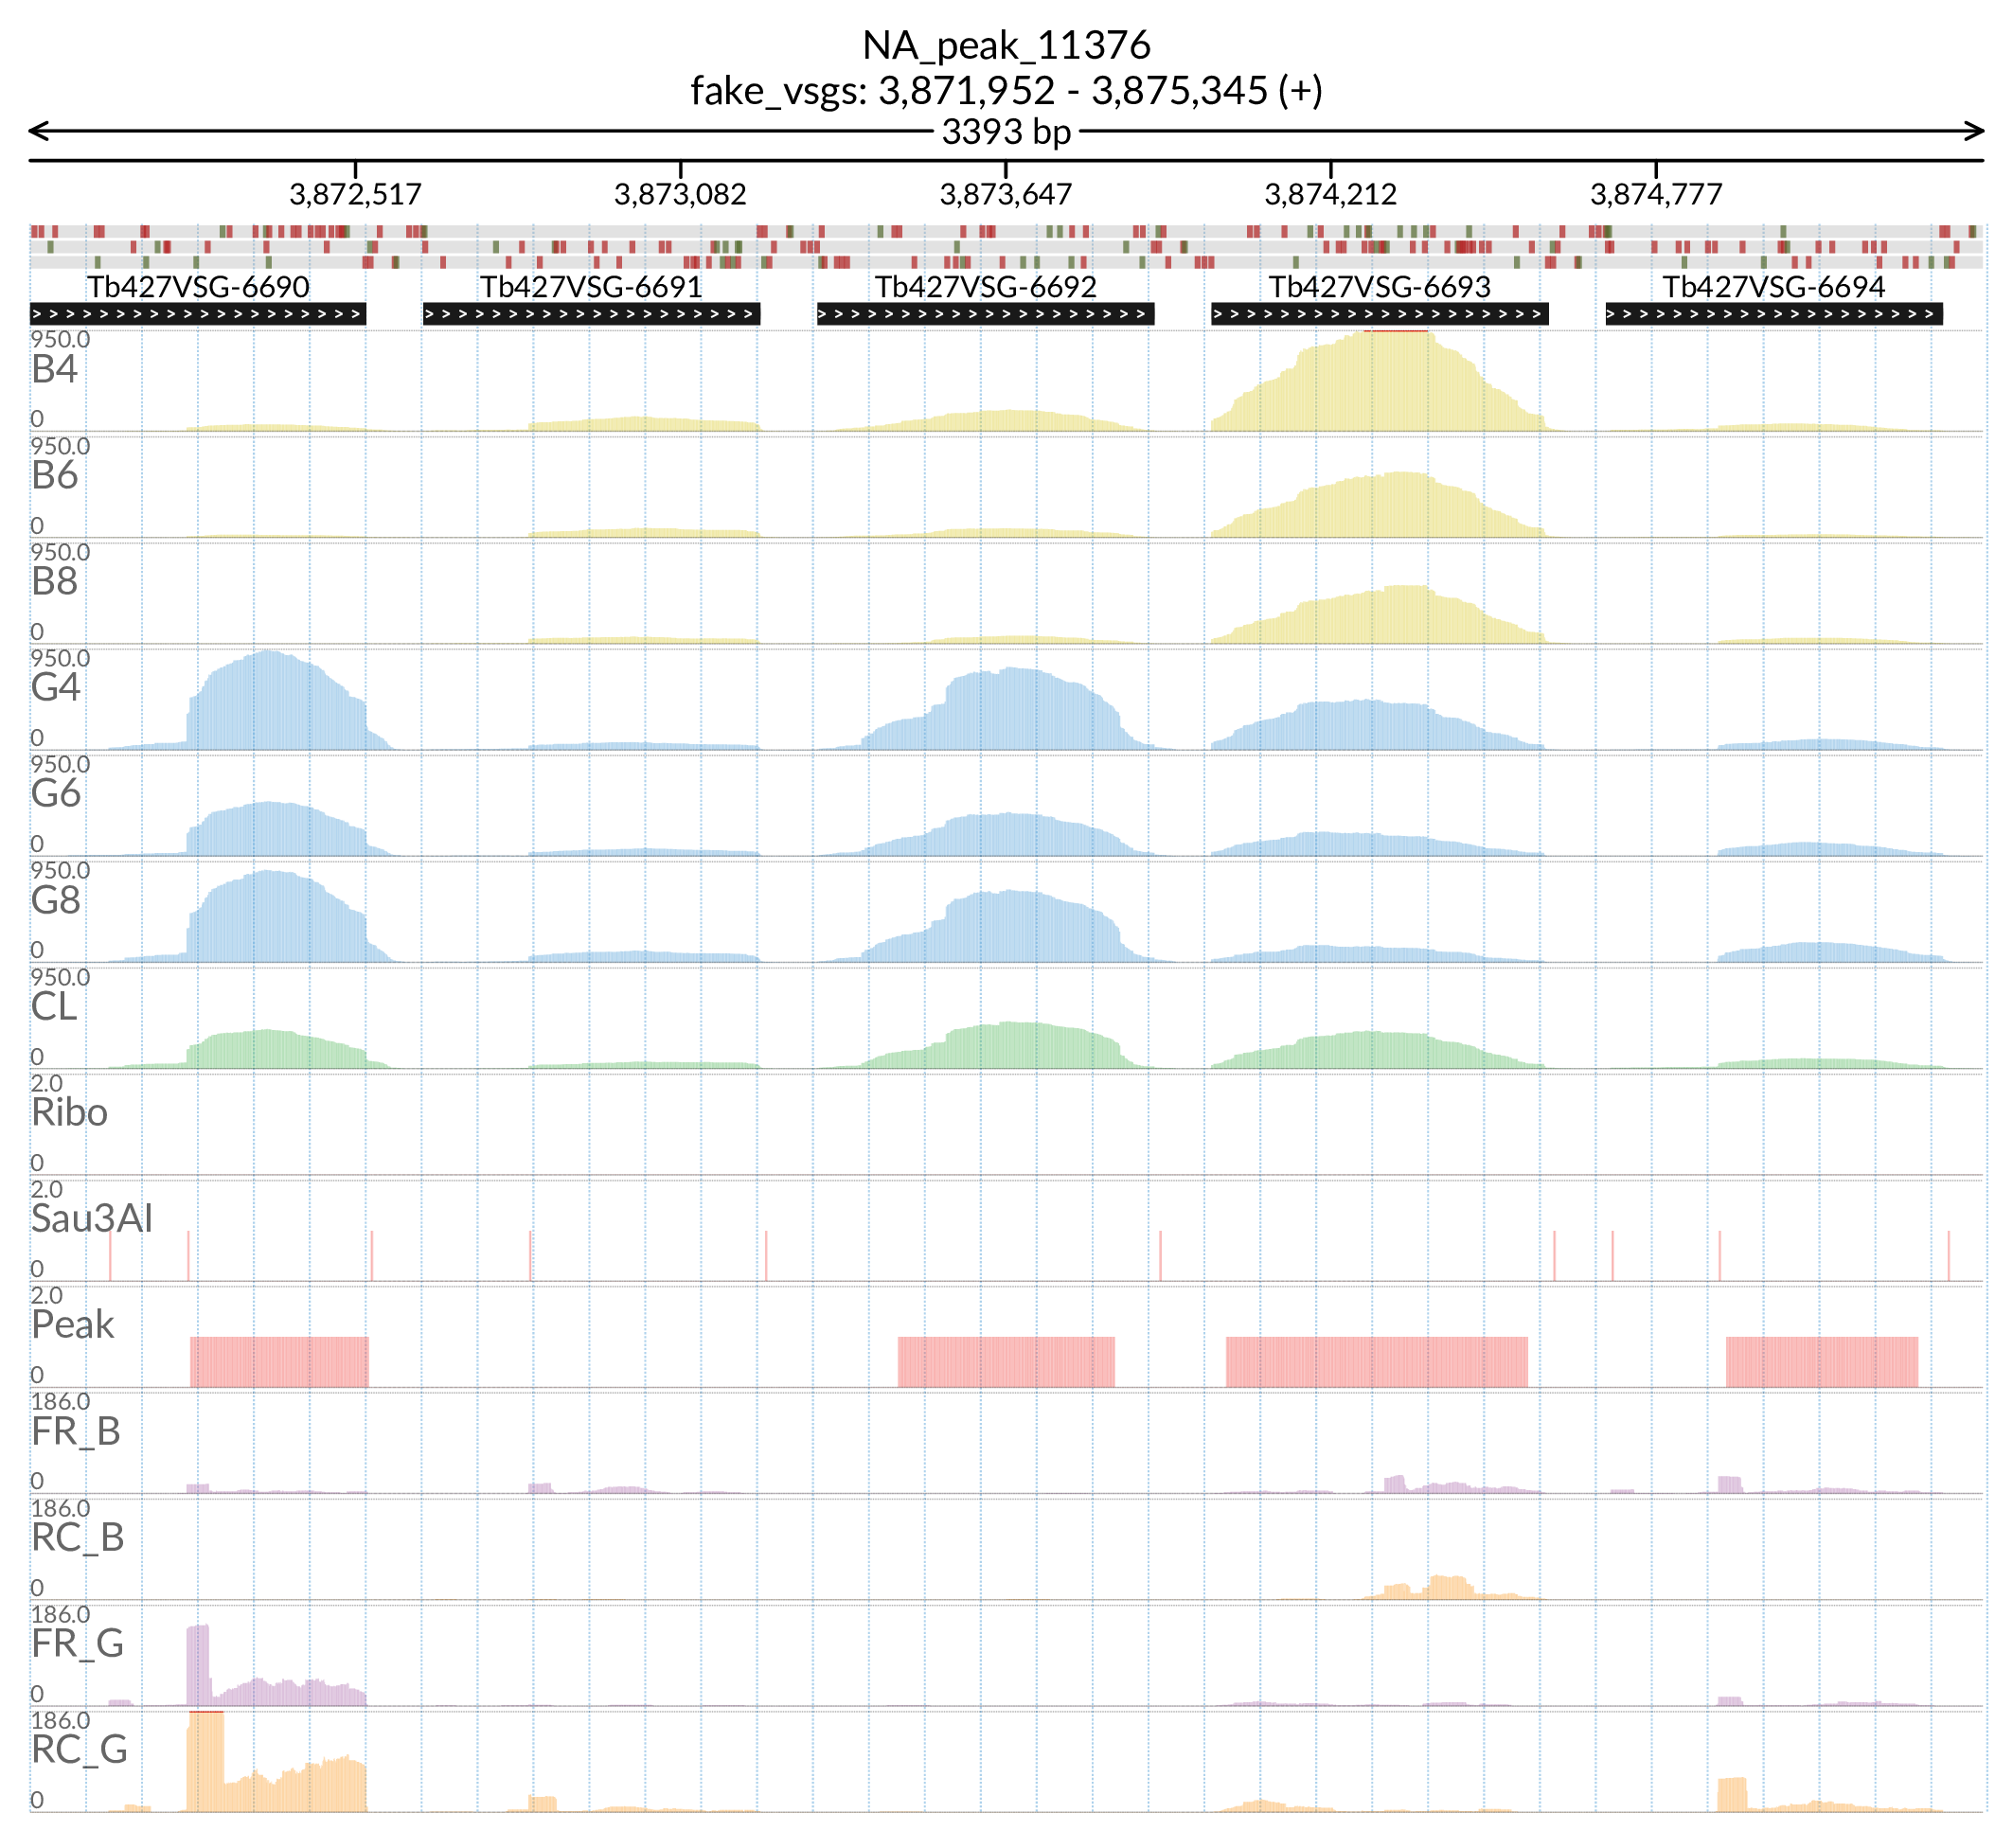 NA_peak_11376
fake_vsgs: 3,871,952 - 3,875,345 (+)
3393 bp
3,872,517 3,873,082 3,873,647 3,874,212 3,874,777
Tb427VSG-6690 Tb427VSG-6691 Tb427VSG-6692 Tb427VSG-6693 Tb427VSG-6694
950.0
B4
0
950.0
B6
0
950.0
B8
0
950.0
G4
0
950.0
G6
0
950.0
G8
0
950.0
CL
0
2.0
Ribo
0
2.0
Sau3AI
0
2.0
Peak
0
186.0
FR_B
0
186.0
RC_B
0
186.0
FR_G
0
186.0
RC_G
0